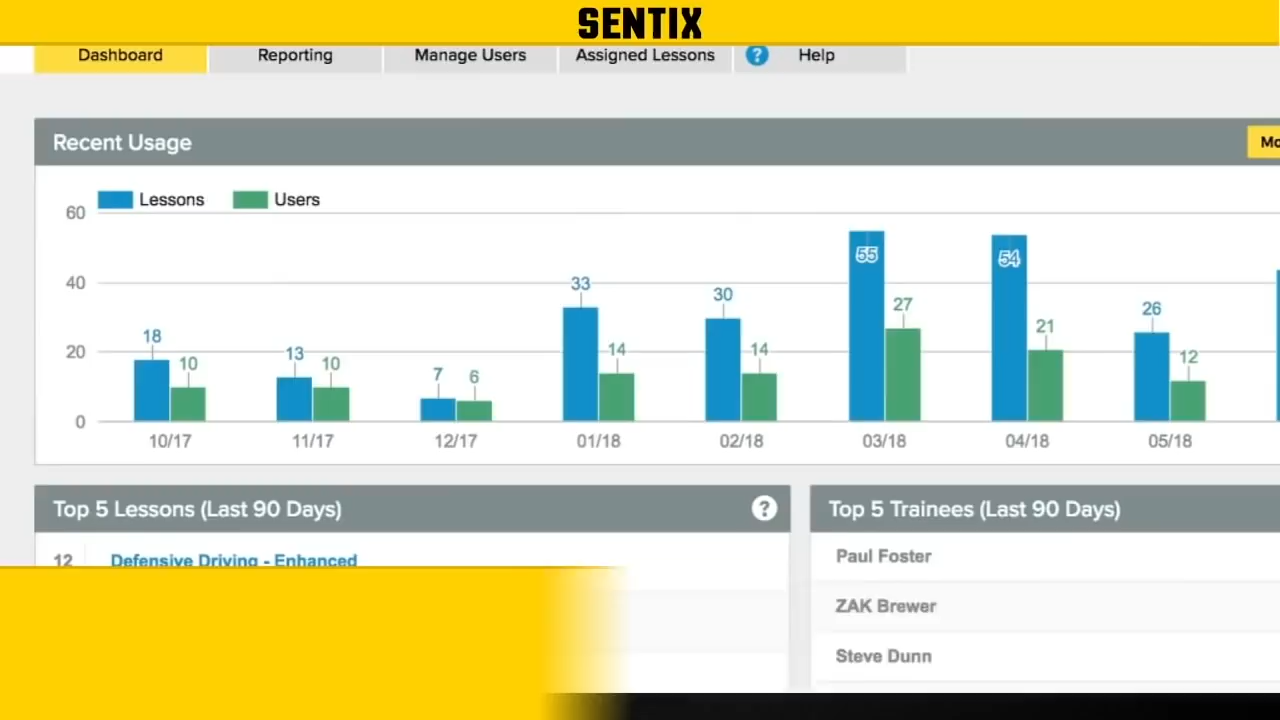 SENTIX
Dashboard Reporting Manage Users Assigned Lessons ? Help
Recent Usage
Lessons Users
60
40
20
0
18 10 13 10 7 6 33 14 30 14 55 27 54 21 26 12
10/17 11/17 12/17 01/18 02/18 03/18 04/18 05/18
Top 5 Lessons (Last 90 Days) ?
12 Defensive Driving - Enhanced
Top 5 Trainees (Last 90 Days)
Paul Foster
ZAK Brewer
Steve Dunn